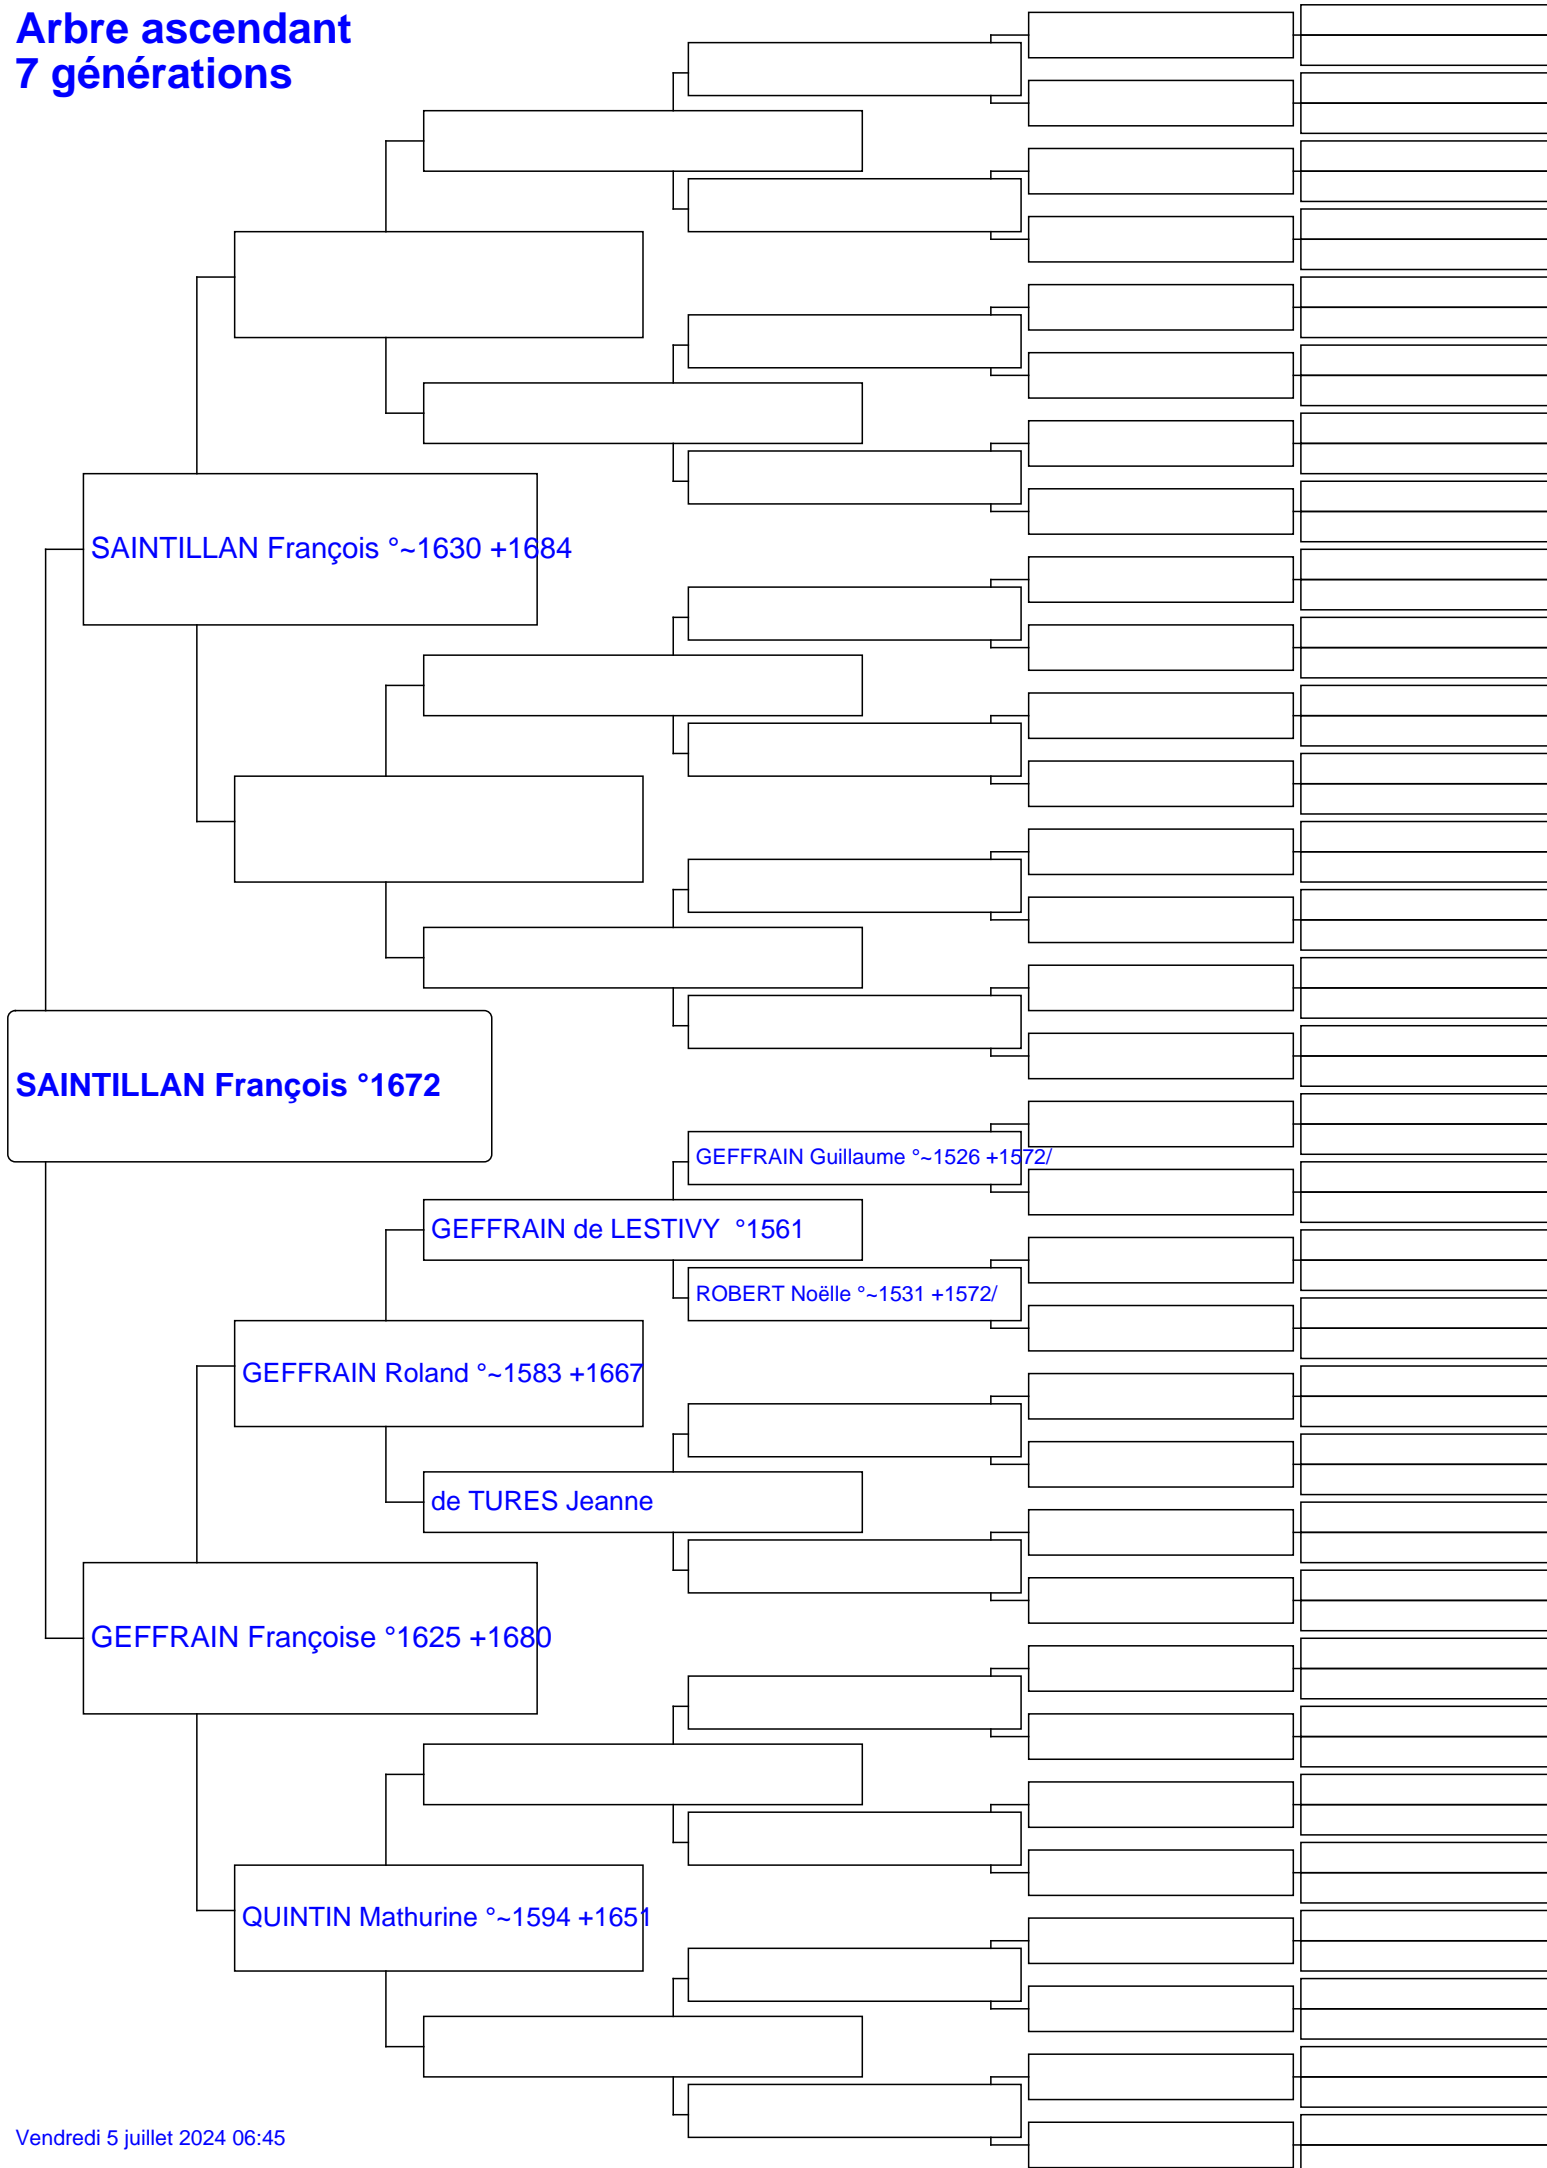 Arbre ascendant
7 générations
SAINTILLAN François °~1630 +1684
SAINTILLAN François °1672
GEFFRAIN Guillaume °~1526 +1572/
GEFFRAIN de LESTIVY  °1561
ROBERT Noëlle °~1531 +1572/
GEFFRAIN Roland °~1583 +1667
de TURES Jeanne
GEFFRAIN Françoise °1625 +1680
QUINTIN Mathurine °~1594 +1651
Vendredi 5 juillet 2024 06:45